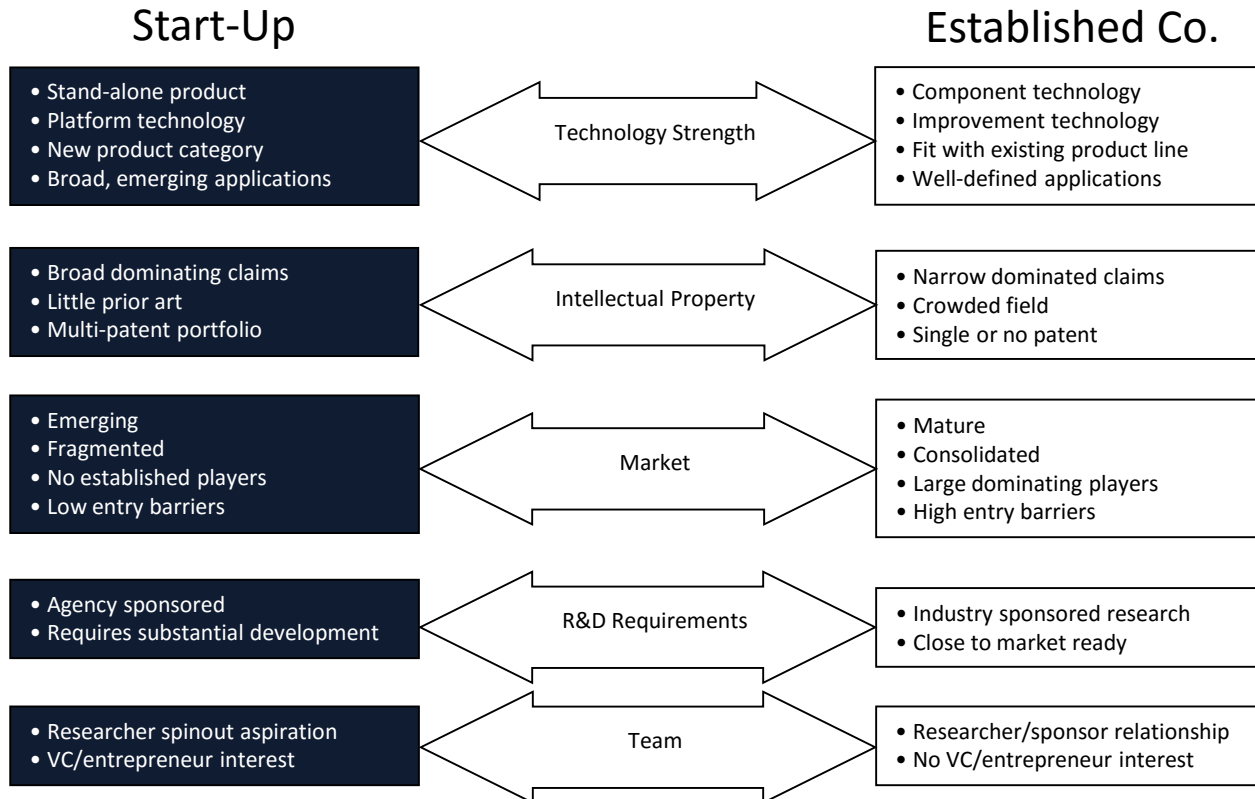 Start-Up
Established Co.
• Stand-alone product
• Platform technology
• New product category
• Broad, emerging applications
Technology Strength
• Component technology
• Improvement technology
• Fit with existing product line
• Well-defined applications
• Broad dominating claims
• Little prior art
• Multi-patent portfolio
Intellectual Property
• Narrow dominated claims
• Crowded field
• Single or no patent
• Emerging
• Fragmented
• No established players
• Low entry barriers
Market
• Mature
• Consolidated
• Large dominating players
• High entry barriers
• Agency sponsored
• Requires substantial development
R&D Requirements
• Industry sponsored research
• Close to market ready
• Researcher spinout aspiration
• VC/entrepreneur interest
Team
• Researcher/sponsor relationship
• No VC/entrepreneur interest